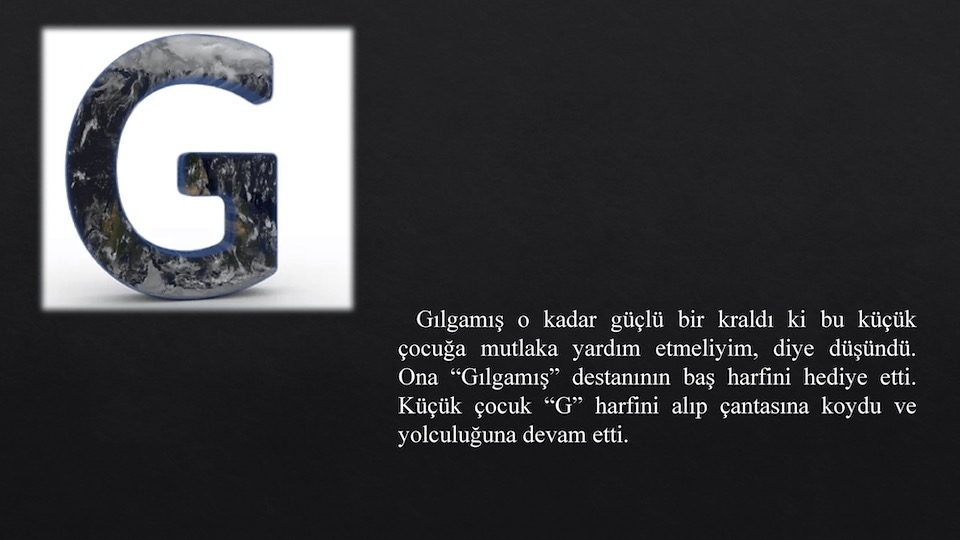 G
Gılgamış o kadar güçlü bir kraldı ki bu küçük
çocuğa mutlaka yardım etmeliyim, diye düşündü.
Ona “Gılgamış” destanının baş harfini hediye etti.
Küçük çocuk “G” harfini alıp çantasına koydu ve
yolculuğuna devam etti.